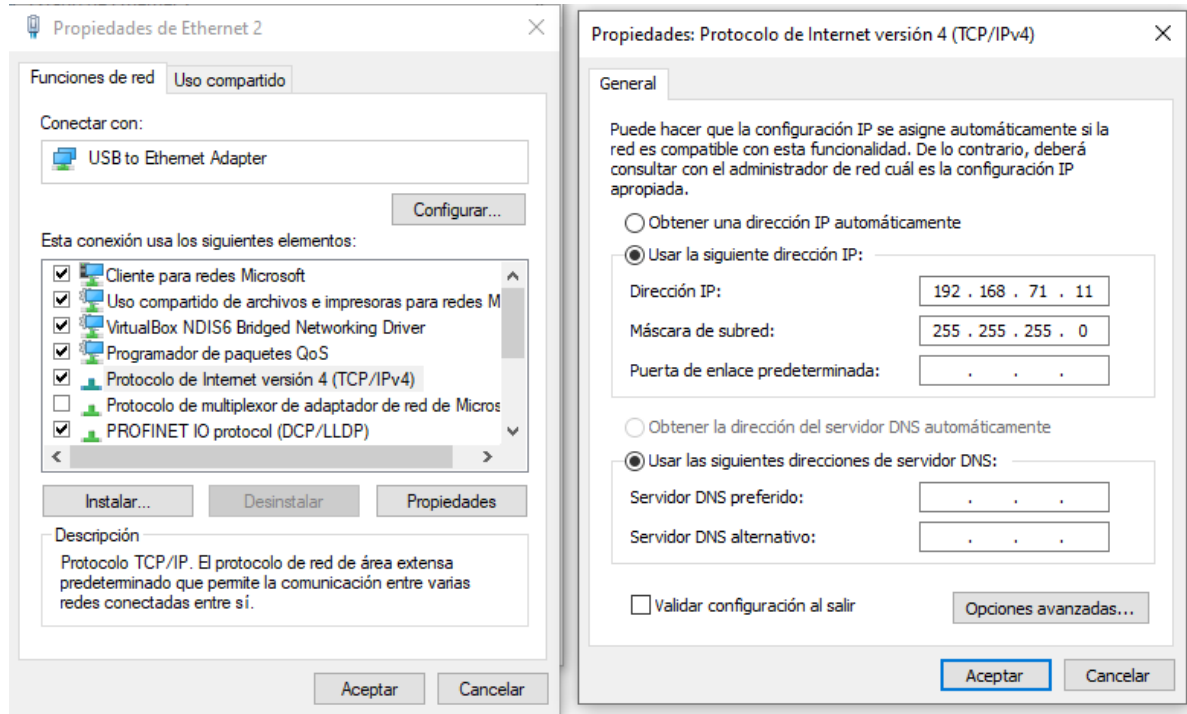 Propiedades de Ethernet 2
Funciones de red
Uso compartido
Conectar con:
USB to Ethernet Adapter
Configurar...
Esta conexión usa los siguientes elementos:
Cliente para redes Microsoft
Uso compartido de archivos e impresoras para redes M
VirtualBox NDIS6 Bridged Networking Driver
Programador de paquetes QoS
Protocolo de Internet versión 4 (TCP/IPv4)
Protocolo de multiplexor de adaptador de red de Micros
PROFINET IO protocol (DCP/LLDP)
Instalar...
Desinstalar
Propiedades
Descripción
Protocolo TCP/IP. El protocolo de red de área extensa
predeterminado que permite la comunicación entre varias
redes conectadas entre sí.
Aceptar
Cancelar
Propiedades: Protocolo de Internet versión 4 (TCP/IPv4)
General
Puede hacer que la configuración IP se asigne automáticamente si la
red es compatible con esta funcionalidad. De lo contrario, deberá
consultar con el administrador de red cuál es la configuración IP
apropiada.
Obtener una dirección IP automáticamente
Usar la siguiente dirección IP:
Dirección IP: 192 . 168 . 71 . 11
Máscara de subred: 255 . 255 . 255 . 0
Puerta de enlace predeterminada: . . .
Obtener la dirección del servidor DNS automáticamente
Usar las siguientes direcciones de servidor DNS:
Servidor DNS preferido: . . .
Servidor DNS alternativo: . . .
Validar configuración al salir
Opciones avanzadas...
Aceptar
Cancelar